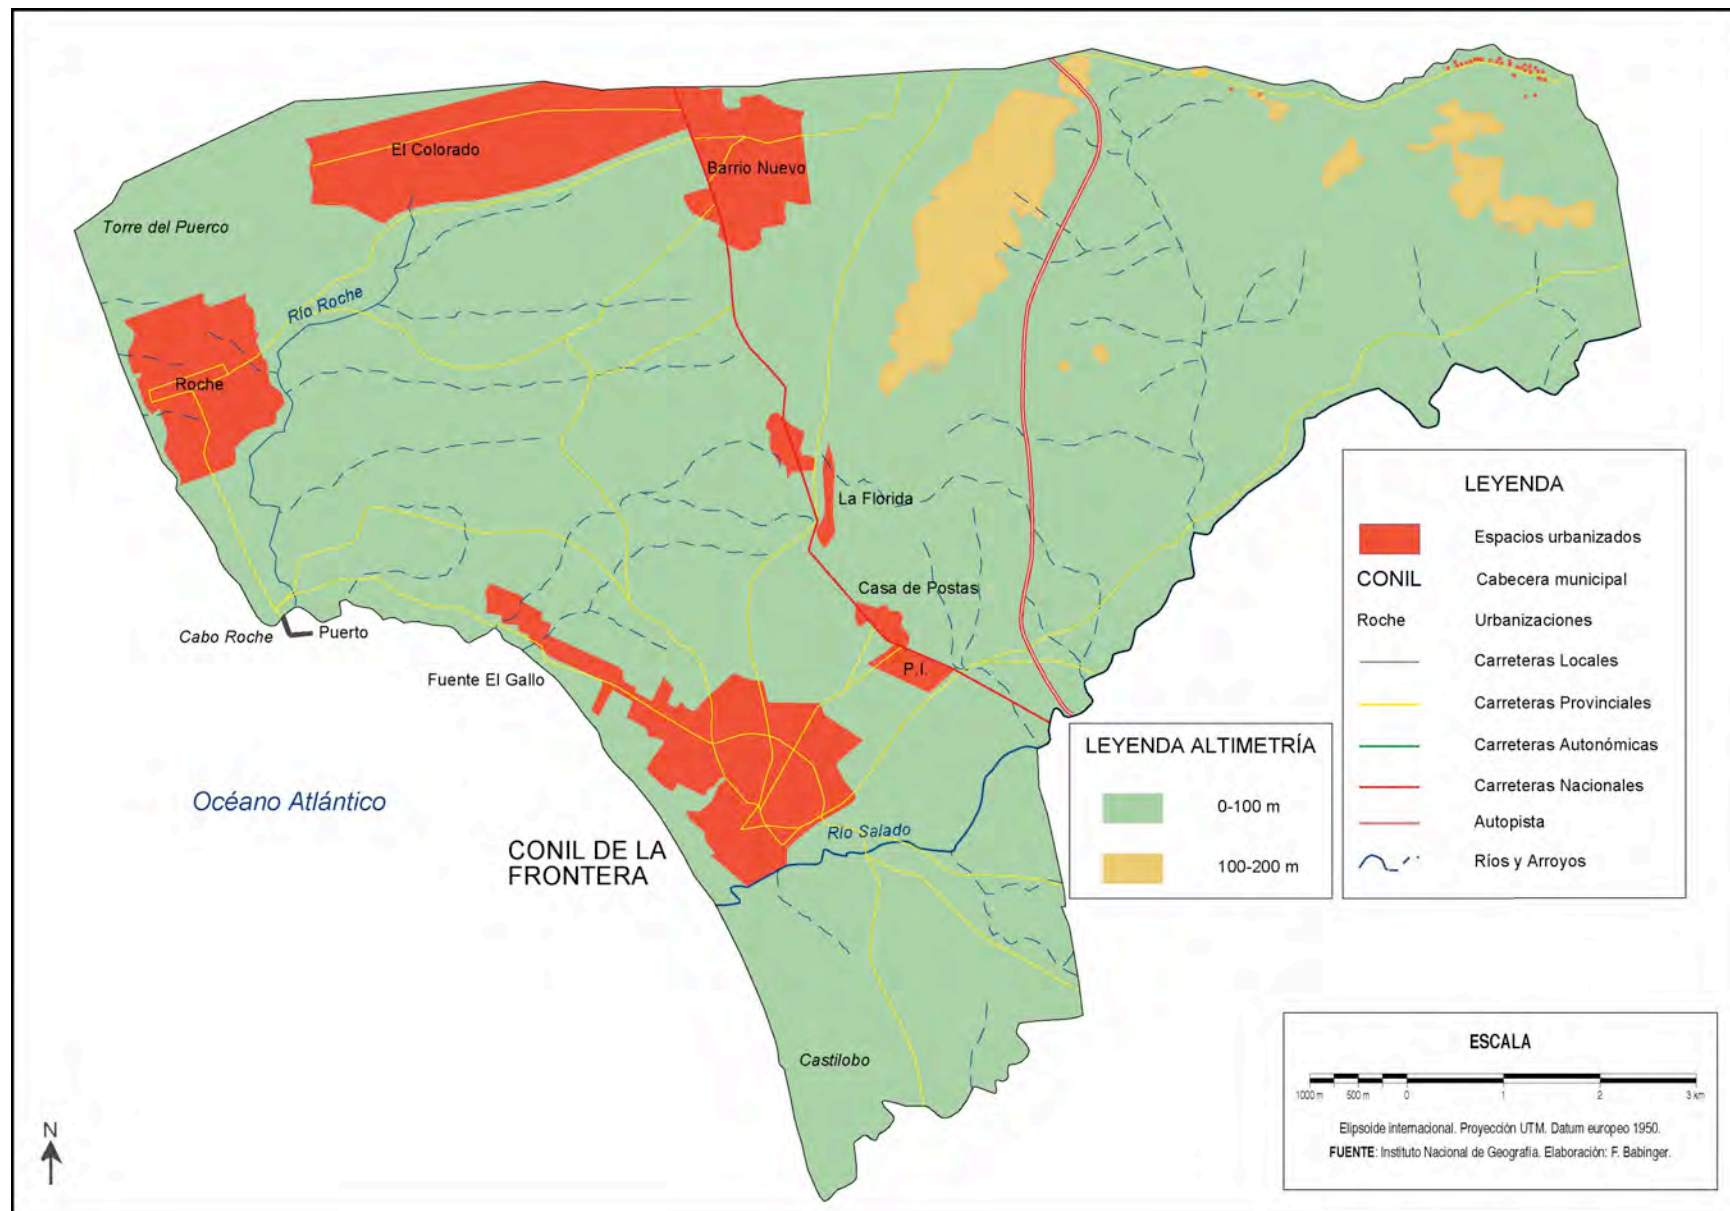 El Colorado
Barrio Nuevo
Torre del Puerco
Río Roche
Roche
La Florida
Casa de Postas
Cabo Roche
Puerto
Fuente El Gallo
P.I.
Océano Atlántico
CONIL DE LA
FRONTERA
Río Salado
Castilobo
N
LEYENDA
Espacios urbanizados
CONIL Cabecera municipal
Roche Urbanizaciones
Carreteras Locales
Carreteras Provinciales
Carreteras Autonómicas
Carreteras Nacionales
Autopista
Ríos y Arroyos
LEYENDA ALTIMETRÍA
0-100 m
100-200 m
ESCALA
1000 m 500 m 0 1 2 3 km
Elipsoide internacional. Proyección UTM. Datum europeo 1950.
FUENTE: Instituto Nacional de Geografía. Elaboración: F. Babinger.